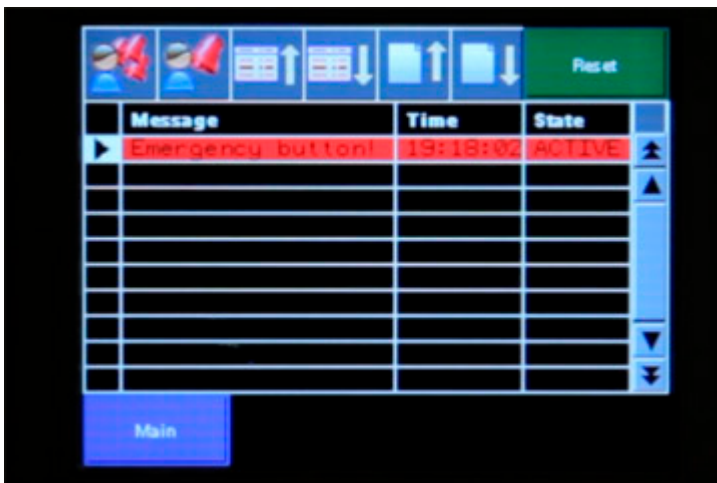 Reset
Message Time State
Emergency button! 19:18:02 ACTIVE
Main